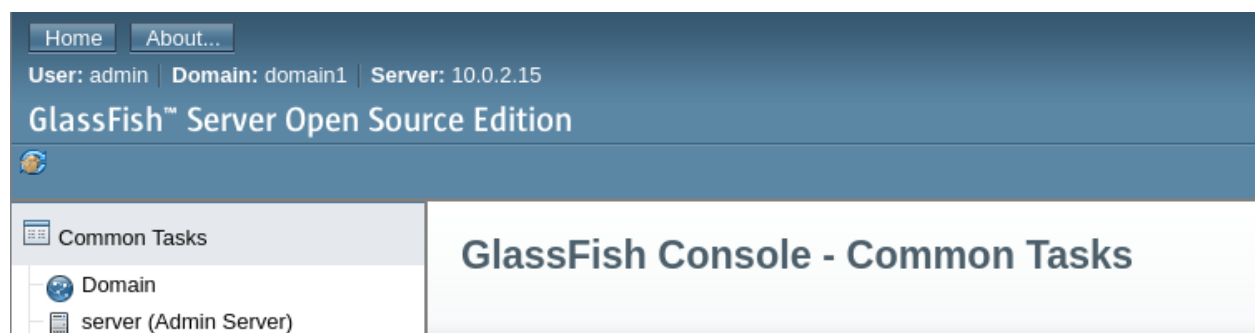 Home About...
User: admin Domain: domain1 Server: 10.0.2.15
GlassFish™ Server Open Source Edition
Common Tasks
Domain
server (Admin Server)
GlassFish Console - Common Tasks